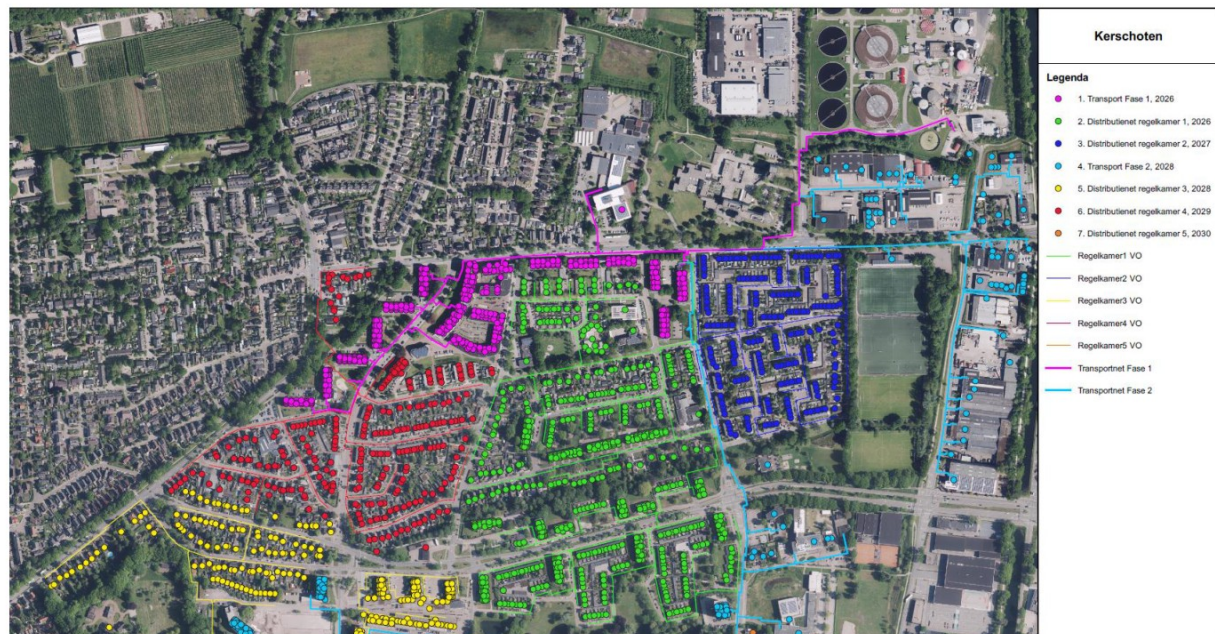 Kerschoten
Legenda
1. Transport Fase 1, 2026
2. Distributienet regelkamer 1, 2026
3. Distributienet regelkamer 2, 2027
4. Transport Fase 2, 2028
5. Distributienet regelkamer 3, 2028
6. Distributienet regelkamer 4, 2029
7. Distributienet regelkamer 5, 2030
Regelkamer1 VO
Regelkamer2 VO
Regelkamer3 VO
Regelkamer4 VO
Regelkamer5 VO
Transportnet Fase 1
Transportnet Fase 2